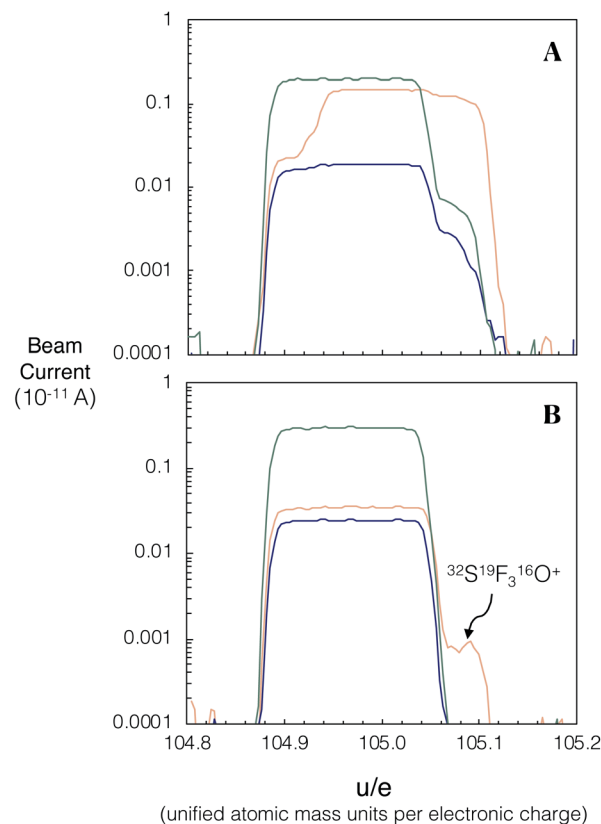 1
A
0.1
0.01
0.001
0.0001
Beam
Current
(10⁻¹¹ A)
1
B
0.1
0.01
³²S¹⁹F₃¹⁶O⁺
0.001
0.0001
104.8 104.9 105.0 105.1 105.2
u/e
(unified atomic mass units per electronic charge)